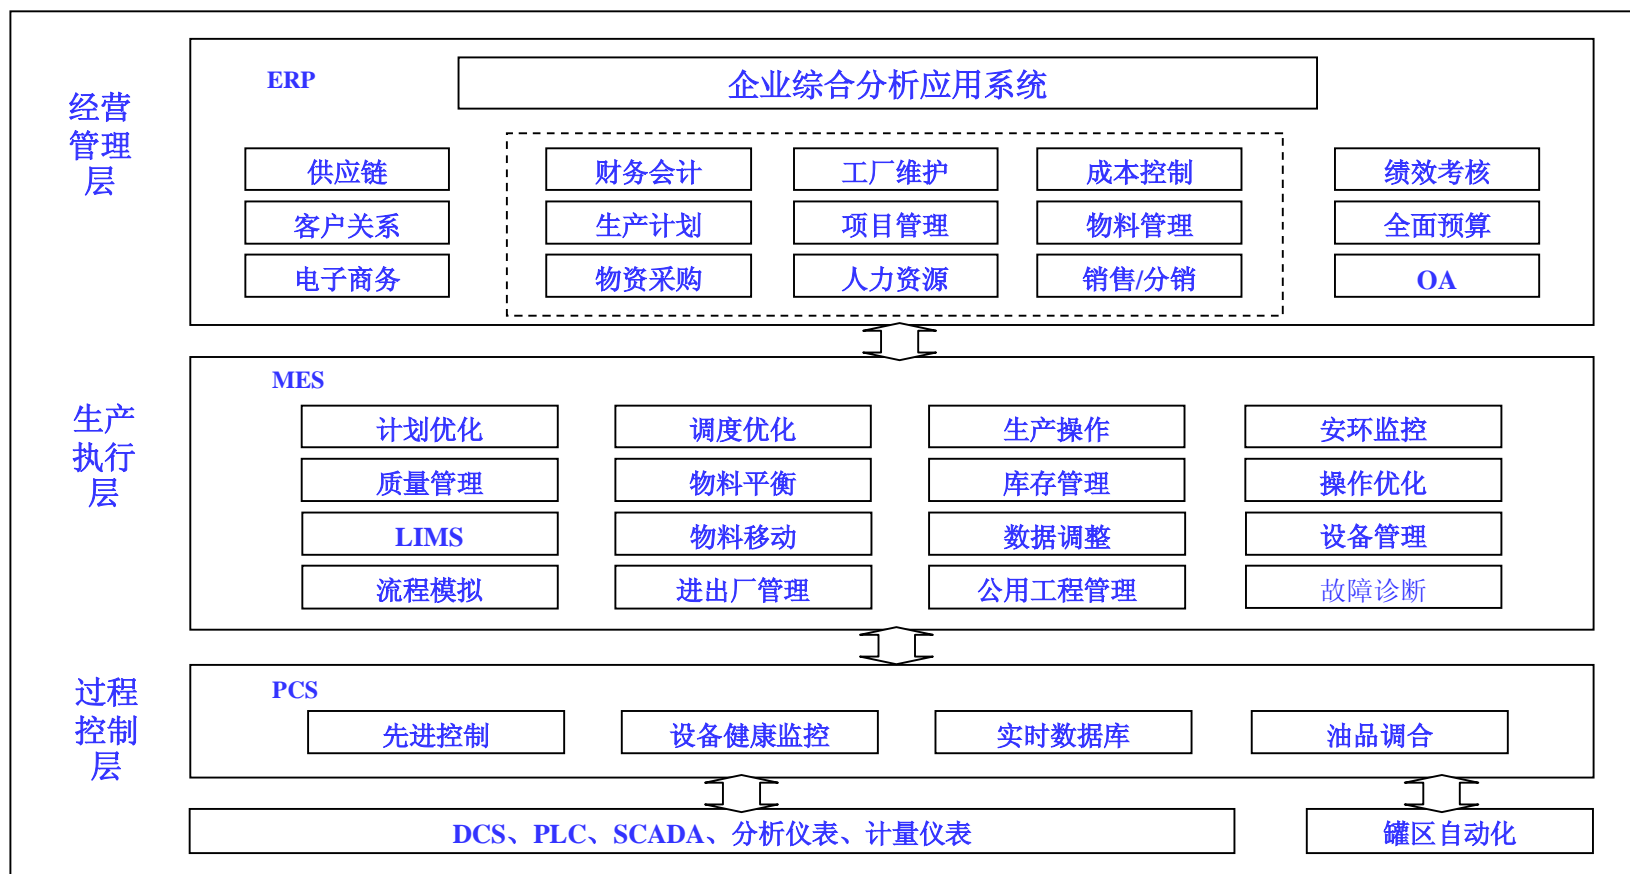 经营
管理
层
ERP
企业综合分析应用系统
供应链
财务会计
工厂维护
成本控制
绩效考核
客户关系
生产计划
项目管理
物料管理
全面预算
电子商务
物资采购
人力资源
销售/分销
OA
生产
执行
层
MES
计划优化
调度优化
生产操作
安环监控
质量管理
物料平衡
库存管理
操作优化
LIMS
物料移动
数据调整
设备管理
流程模拟
进出厂管理
公用工程管理
故障诊断
过程
控制
层
PCS
先进控制
设备健康监控
实时数据库
油品调合
DCS、PLC、SCADA、分析仪表、计量仪表
罐区自动化